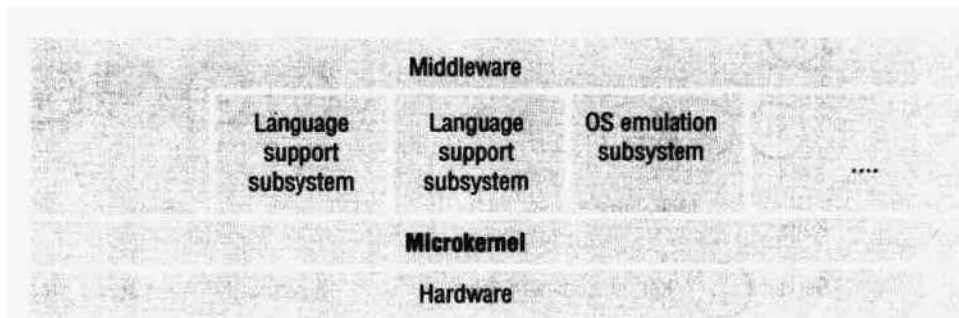 Middleware
Language
support
subsystem
Language
support
subsystem
OS emulation
subsystem
....
Microkernel
Hardware